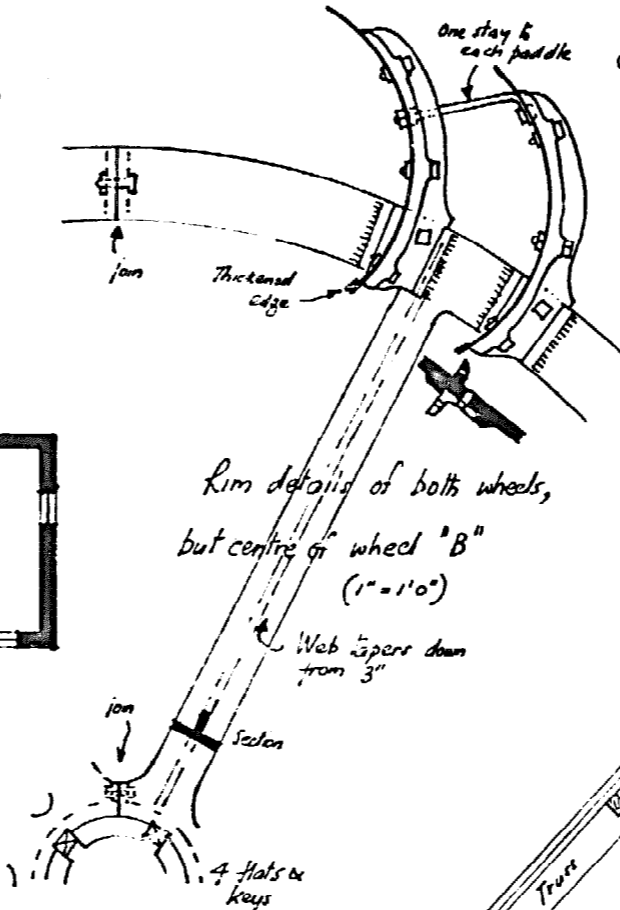 One stay to
each paddle
join
Thickened
edge
Rim details of both wheels,
but centre of wheel "B"
(1" = 1'0")
Web tapers down
from 3"
join
Section
4 flats &
keys
Truss